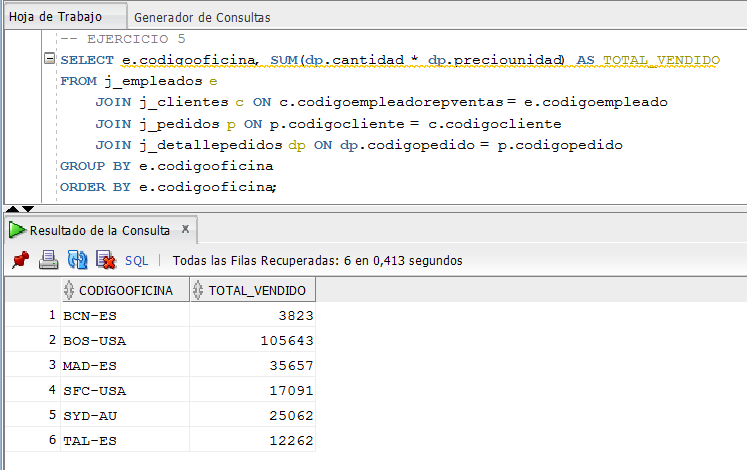 Hoja de Trabajo Generador de Consultas
-- EJERCICIO 5
SELECT e.codigooficina, SUM(dp.cantidad * dp.preciounidad) AS TOTAL_VENDIDO
FROM j_empleados e
JOIN j_clientes c ON c.codigoempleadorepventas = e.codigoempleado
JOIN j_pedidos p ON p.codigocliente = c.codigocliente
JOIN j_detallepedidos dp ON dp.codigopedido = p.codigopedido
GROUP BY e.codigooficina
ORDER BY e.codigooficina;
Resultado de la Consulta x
SQL | Todas las Filas Recuperadas: 6 en 0,413 segundos
CODIGOOFICINA TOTAL_VENDIDO
1 BCN-ES 3823
2 BOS-USA 105643
3 MAD-ES 35657
4 SFC-USA 17091
5 SYD-AU 25062
6 TAL-ES 12262